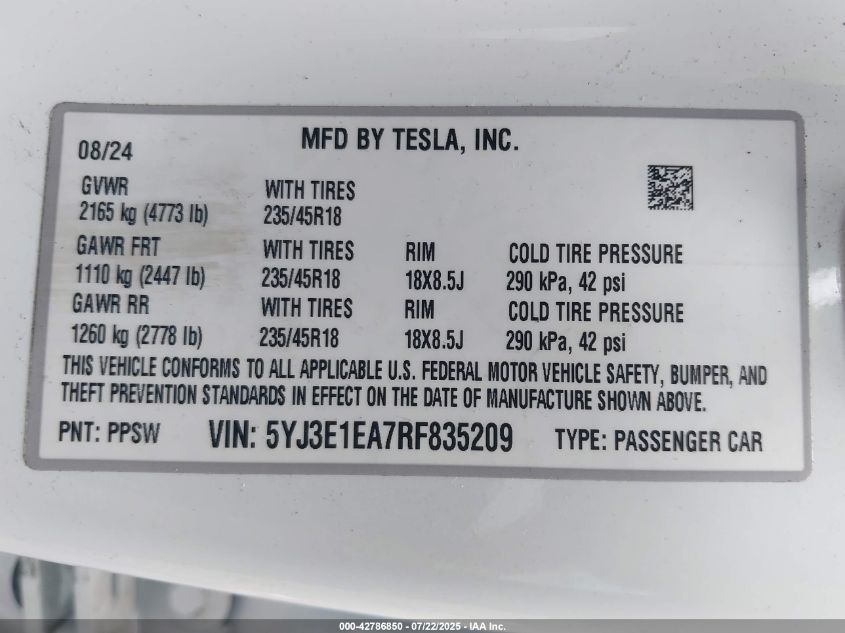 MFD BY TESLA, INC.
08/24
GVWR WITH TIRES
2165 kg (4773 lb) 235/45R18
GAWR FRT WITH TIRES RIM COLD TIRE PRESSURE
1110 kg (2447 lb) 235/45R18 18X8.5J 290 kPa, 42 psi
GAWR RR WITH TIRES RIM COLD TIRE PRESSURE
1260 kg (2778 lb) 235/45R18 18X8.5J 290 kPa, 42 psi
THIS VEHICLE CONFORMS TO ALL APPLICABLE U.S. FEDERAL MOTOR VEHICLE SAFETY, BUMPER, AND
THEFT PREVENTION STANDARDS IN EFFECT ON THE DATE OF MANUFACTURE SHOWN ABOVE.
PNT: PPSW VIN: 5YJ3E1EA7RF835209 TYPE: PASSENGER CAR
000-42786850 - 07/22/2025 - IAA Inc.